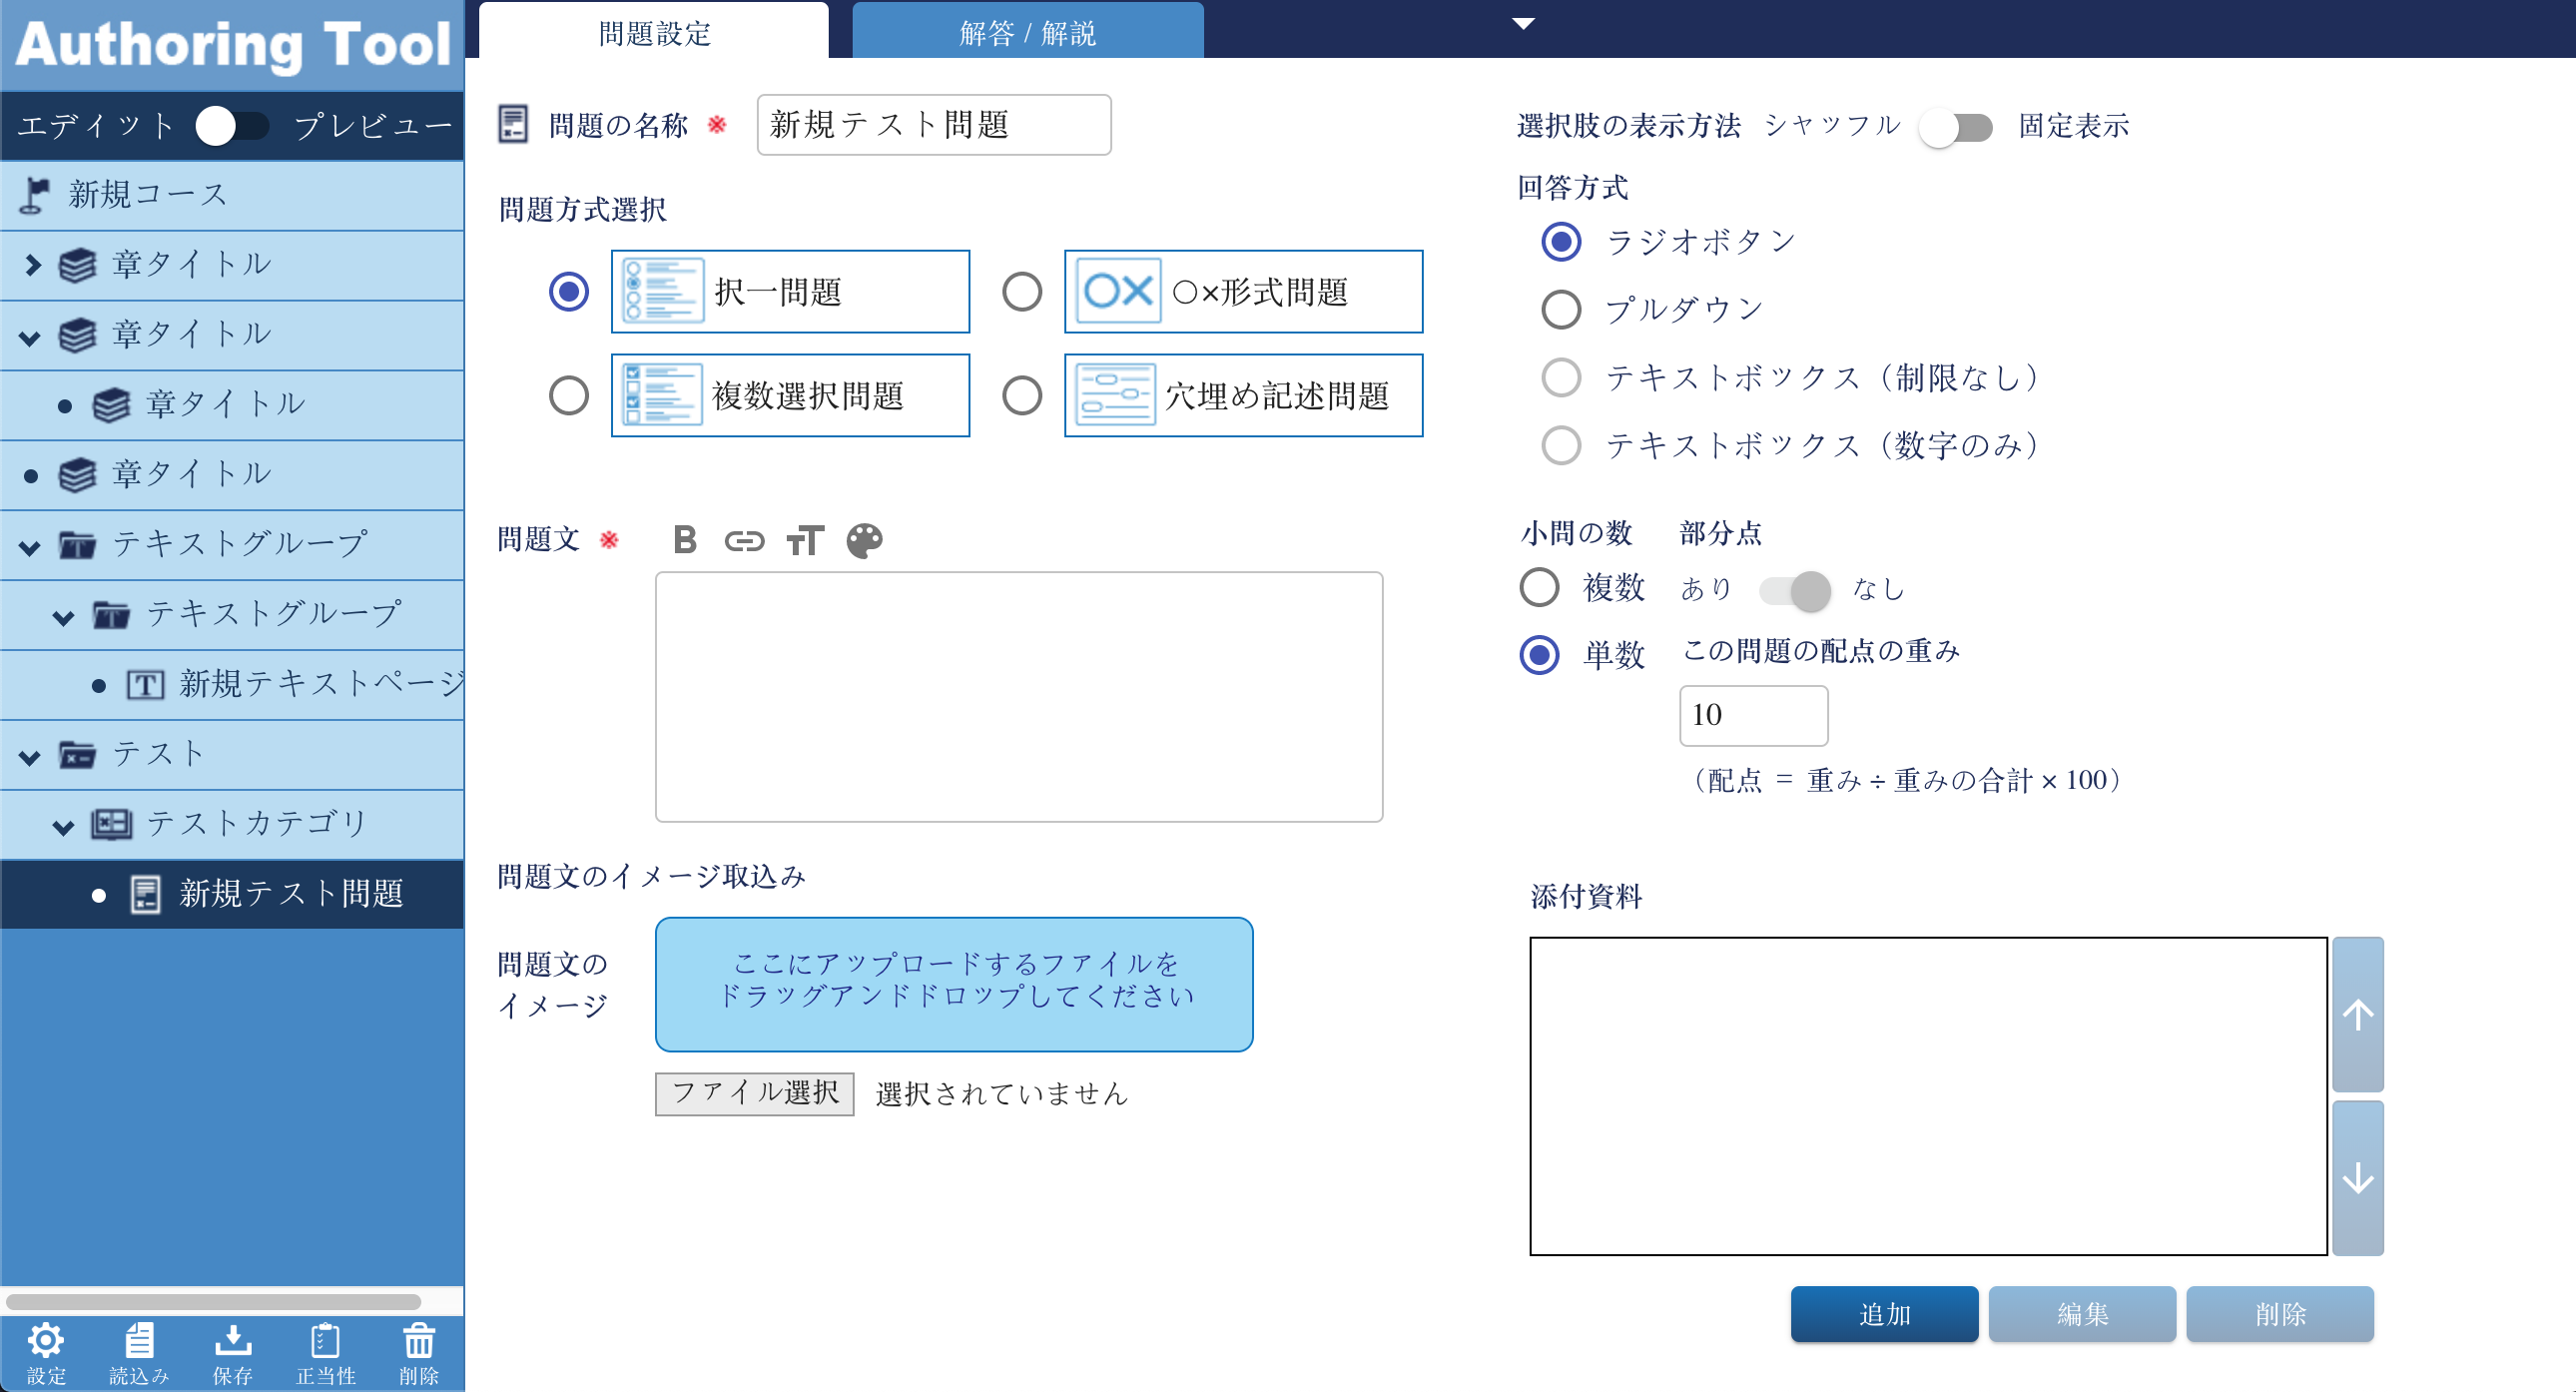 Authoring Tool
エディット プレビュー
新規コース
章タイトル
章タイトル
章タイトル
章タイトル
テキストグループ
テキストグループ
新規テキストページ
テスト
テストカテゴリ
新規テスト問題
設定 読込み 保存 正当性 削除
問題設定 解答 / 解説
問題の名称 ※ 新規テスト問題
問題方式選択
択一問題 ○×形式問題
複数選択問題 穴埋め記述問題
問題文 ※ B TT
問題文のイメージ取込み
問題文の
イメージ
ここにアップロードするファイルを
ドラッグアンドドロップしてください
ファイル選択 選択されていません
選択肢の表示方法 シャッフル 固定表示
回答方式
ラジオボタン
プルダウン
テキストボックス（制限なし）
テキストボックス（数字のみ）
小問の数 部分点
複数 あり なし
単数 この問題の配点の重み
10
（配点 ＝ 重み÷重みの合計×100）
添付資料
追加 編集 削除